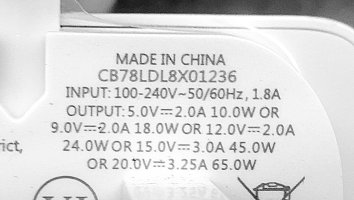 MADE IN CHINA
CB78LDL8X01236
INPUT: 100-240V~50/60Hz, 1.8A
OUTPUT: 5.0V⎓2.0A 10.0W OR
9.0V⎓2.0A 18.0W OR 12.0V⎓2.0A
rict, 24.0W OR 15.0V⎓3.0A 45.0W
OR 20.0V⎓3.25A 65.0W